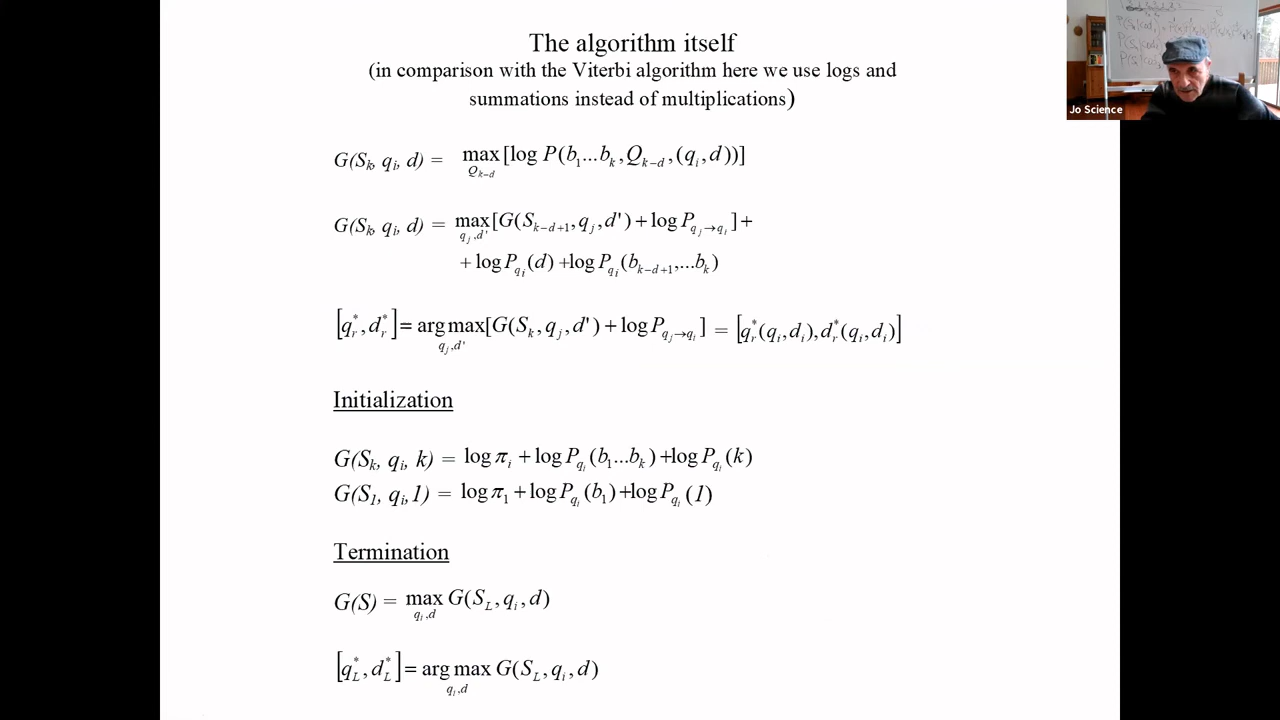 The algorithm itself
(in comparison with the Viterbi algorithm here we use logs and
summations instead of multiplications)
G(S_k, q_i, d) = max_{Q_{k-d}} [log P(b_1...b_k, Q_{k-d}, (q_i, d))]
G(S_k, q_i, d) = max_{q_j, d'} [G(S_{k-d+1}, q_j, d') + log P_{q_j→q_i}] +
+ log P_{q_i}(d) + log P_{q_i}(b_{k-d+1},...b_k)
[q_r^*, d_r^*] = arg max_{q_j, d'} [G(S_k, q_j, d') + log P_{q_j→q_i}] = [q_r^*(q_i, d_i), d_r^*(q_i, d_i)]
Initialization
G(S_k, q_i, k) = log π_i + log P_{q_i}(b_1...b_k) + log P_{q_i}(k)
G(S_1, q_i, 1) = log π_1 + log P_{q_i}(b_1) + log P_{q_i}(1)
Termination
G(S) = max_{q_i, d} G(S_L, q_i, d)
[q_L^*, d_L^*] = arg max_{q_i, d} G(S_L, q_i, d)
Jo Science